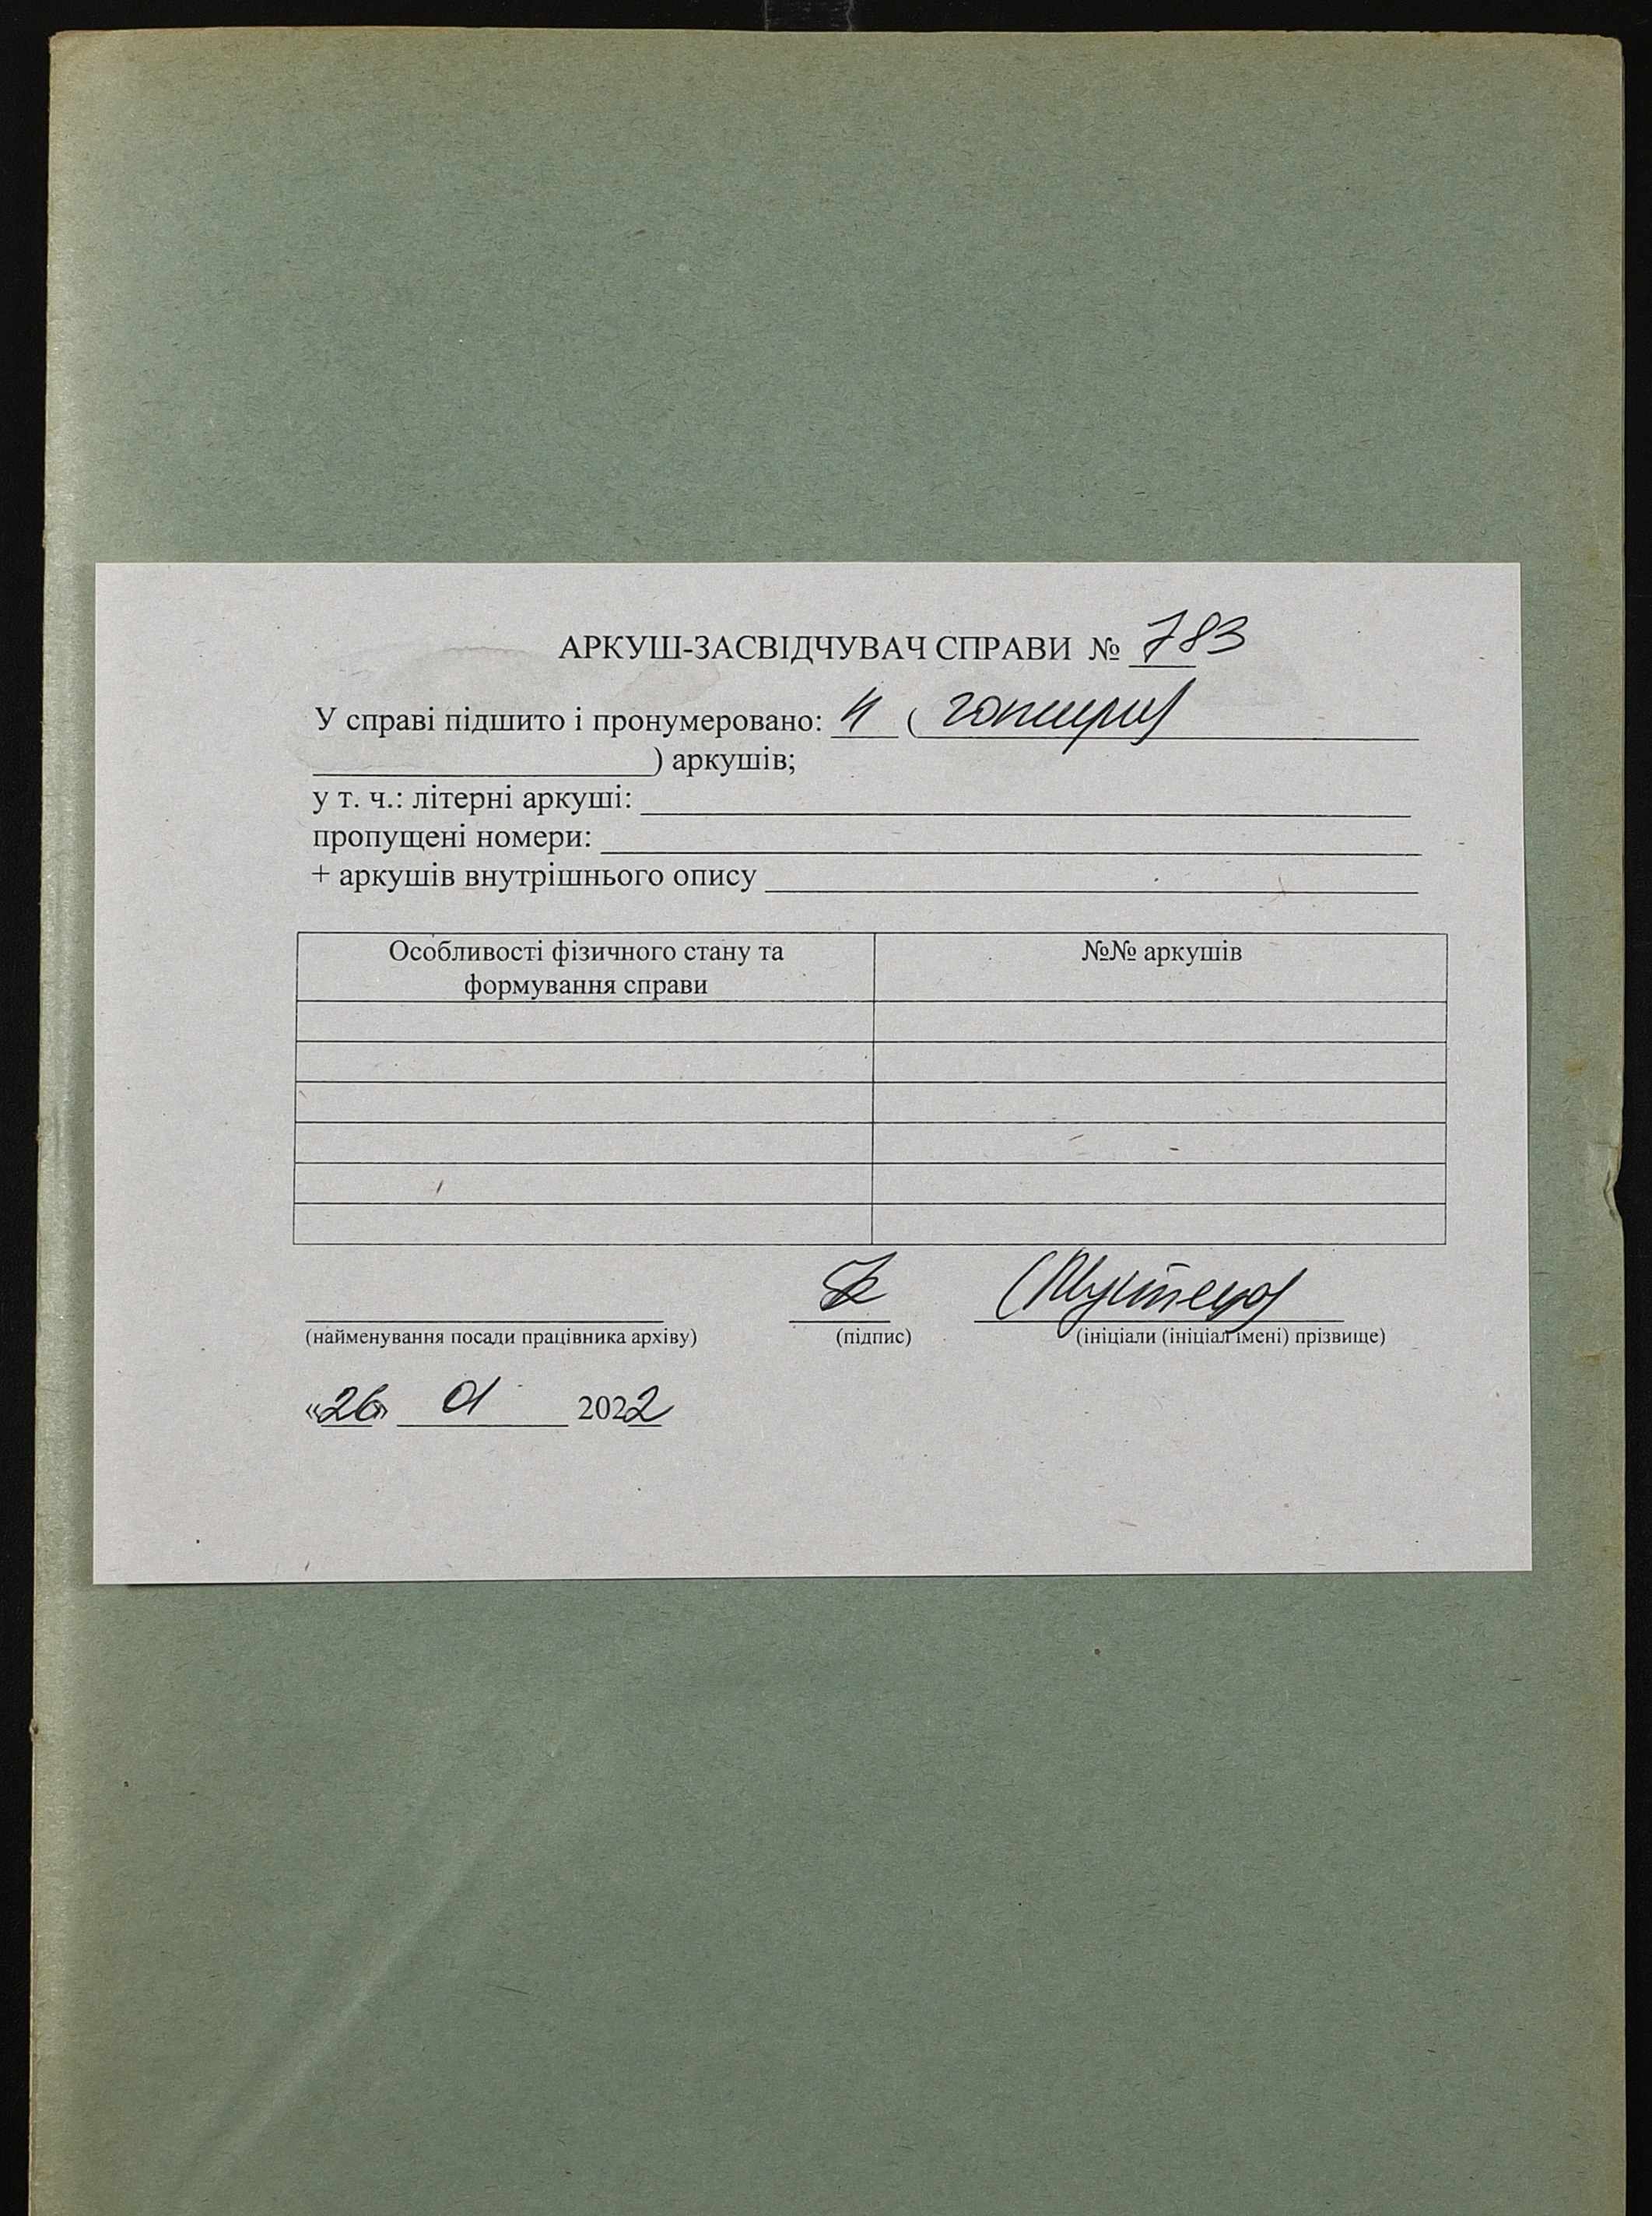 АРКУШ-ЗАСВІДЧУВАЧ СПРАВИ № 783
У справі підшито і пронумеровано: 4 ( чотири
) аркушів;
у т. ч.: літерні аркуші:
пропущені номери:
+ аркушів внутрішнього опису
Особливості фізичного стану та №№ аркушів
формування справи
(найменування посади працівника архіву) (підпис) (ініціали (ініціал імені) прізвище)
«26» 01 2022